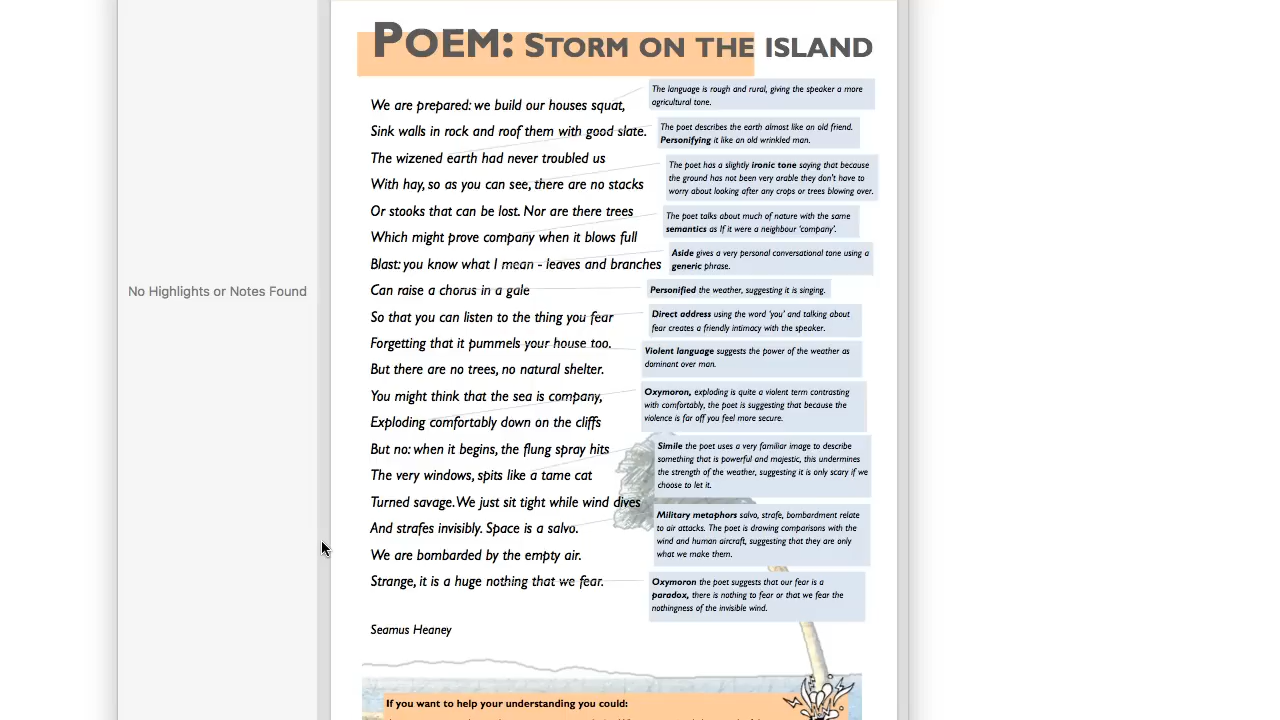 POEM: STORM ON THE ISLAND
We are prepared: we build our houses squat,
Sink walls in rock and roof them with good slate.
The wizened earth had never troubled us
With hay, so as you can see, there are no stacks
Or stooks that can be lost. Nor are there trees
Which might prove company when it blows full
Blast: you know what I mean - leaves and branches
Can raise a chorus in a gale
So that you can listen to the thing you fear
Forgetting that it pummels your house too.
But there are no trees, no natural shelter.
You might think that the sea is company,
Exploding comfortably down on the cliffs
But no: when it begins, the flung spray hits
The very windows, spits like a tame cat
Turned savage. We just sit tight while wind dives
And strafes invisibly. Space is a salvo.
We are bombarded by the empty air.
Strange, it is a huge nothing that we fear.
Seamus Heaney
The language is rough and rural, giving the speaker a more
agricultural tone.
The poet describes the earth almost like an old friend.
Personifying it like an old wrinkled man.
The poet has a slightly ironic tone saying that because
the ground has not been very arable they don't have to
worry about looking after any crops or trees blowing over.
The poet talks about much of nature with the same
semantics as If it were a neighbour 'company'.
Aside gives a very personal conversational tone using a
generic phrase.
Personified the weather, suggesting it is singing.
Direct address using the word 'you' and talking about
fear creates a friendly intimacy with the speaker.
Violent language suggests the power of the weather as
dominant over man.
Oxymoron, exploding is quite a violent term contrasting
with comfortably, the poet is suggesting that because the
violence is far off you feel more secure.
Simile the poet uses a very familiar image to describe
something that is powerful and majestic, this undermines
the strength of the weather, suggesting it is only scary if we
choose to let it.
Military metaphors salvo, strafe, bombardment relate
to air attacks. The poet is drawing comparisons with the
wind and human aircraft, suggesting that they are only
what we make them.
Oxymoron the poet suggests that our fear is a
paradox, there is nothing to fear or that we fear the
nothingness of the invisible wind.
No Highlights or Notes Found
If you want to help your understanding you could: